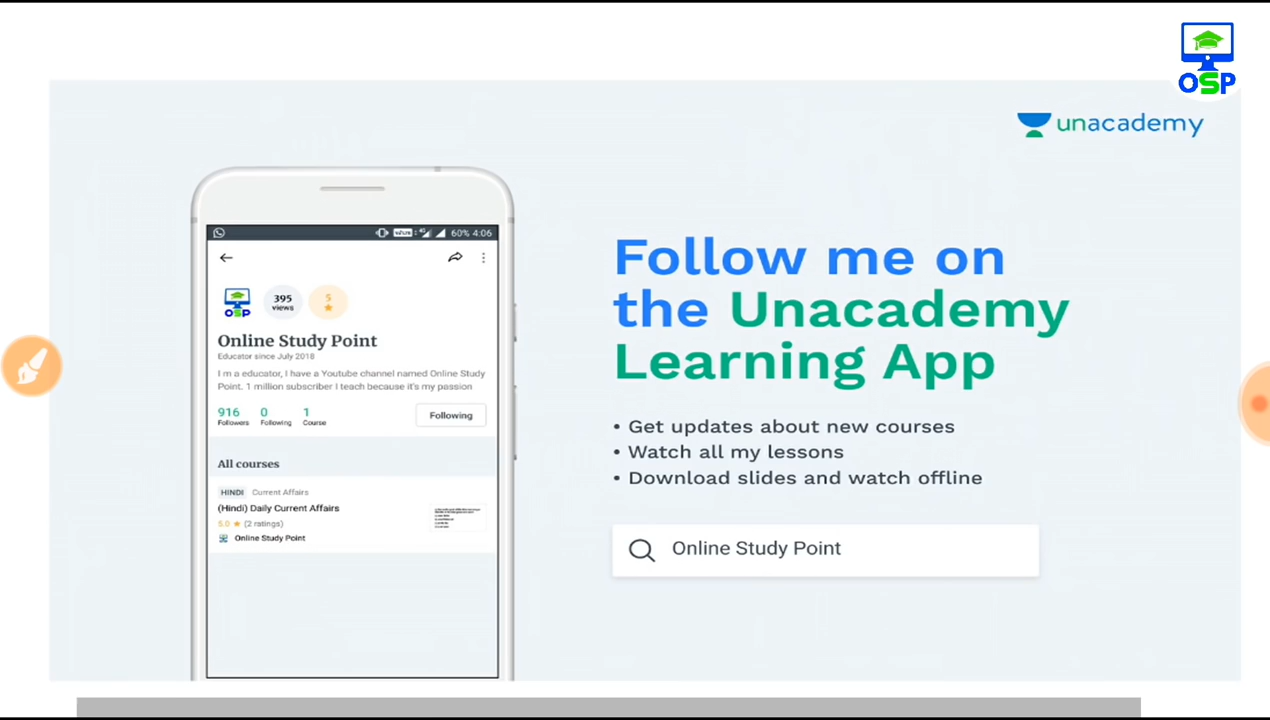 OSP
unacademy
60% 4:06
OSP
395
views
5
Online Study Point
Educator since July 2018
I m a educator, I have a Youtube channel named Online Study
Point. 1 million subscriber I teach because it's my passion
916 0 1
Followers Following Course
Following
All courses
HINDI Current Affairs
(Hindi) Daily Current Affairs
5.0 ★ (2 ratings)
Online Study Point
Follow me on
the Unacademy
Learning App
• Get updates about new courses
• Watch all my lessons
• Download slides and watch offline
Online Study Point